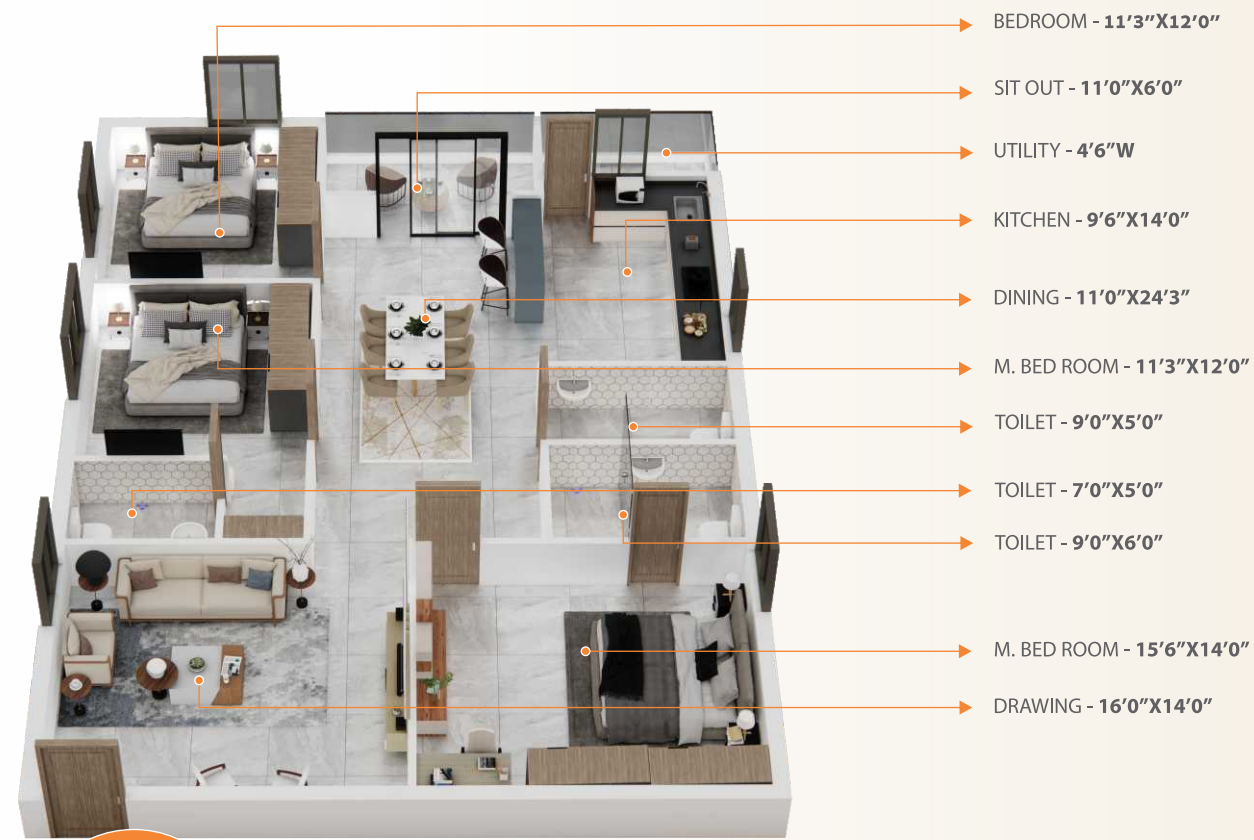 BEDROOM - 11’3”X12’0”
SIT OUT - 11’0”X6’0”
UTILITY - 4’6”W
KITCHEN - 9’6”X14’0”
DINING - 11’0”X24’3”
M. BED ROOM - 11’3”X12’0”
TOILET - 9’0”X5’0”
TOILET - 7’0”X5’0”
TOILET - 9’0”X6’0”
M. BED ROOM - 15’6”X14’0”
DRAWING - 16’0”X14’0”